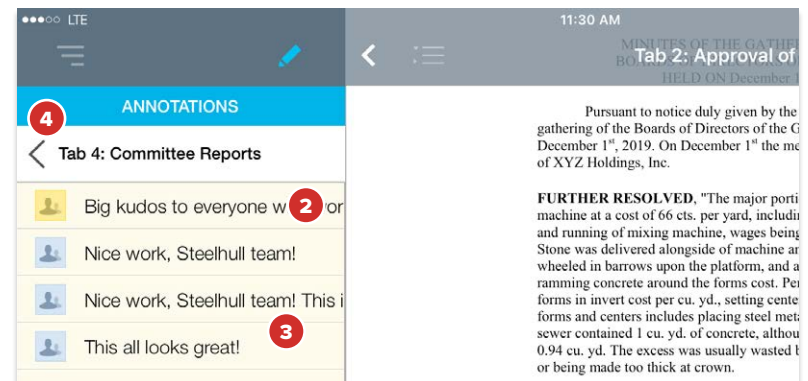 LTE
11:30 AM
MINUTES OF THE GATHE
Tab 2: Approval of
HELD ON December 1
ANNOTATIONS
4
Tab 4: Committee Reports
Big kudos to everyone w
2
Nice work, Steelhull team!
Nice work, Steelhull team! This i
3
This all looks great!
Pursuant to notice duly given by the
gathering of the Boards of Directors of the G
December 1st, 2019. On December 1st the me
of XYZ Holdings, Inc.
FURTHER RESOLVED, "The major porti
machine at a cost of 66 cts. per yard, includi
and running of mixing machine, wages being
Stone was delivered alongside of machine an
wheeled in barrows upon the platform, and a
ramming concrete around the forms cost. Per
forms in invert cost per cu. yd., setting cente
forms and centers includes placing steel meta
sewer contained 1 cu. yd. of concrete, althou
0.94 cu. yd. The excess was usually wasted b
or being made too thick at crown.